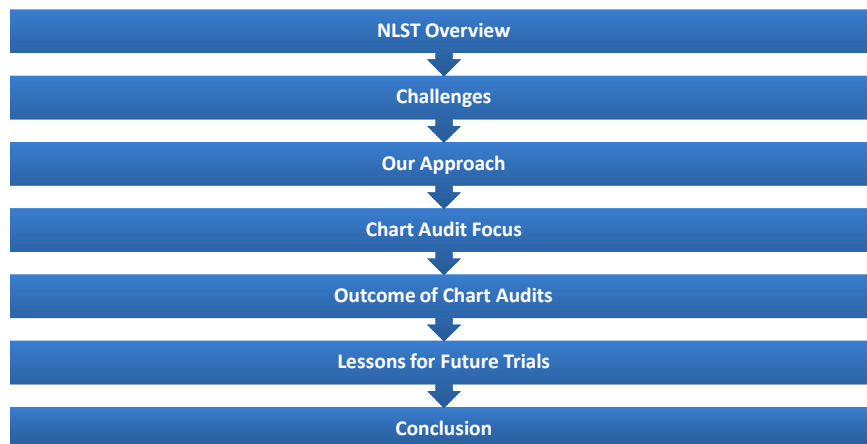 NLST Overview
Challenges
Our Approach
Chart Audit Focus
Outcome of Chart Audits
Lessons for Future Trials
Conclusion